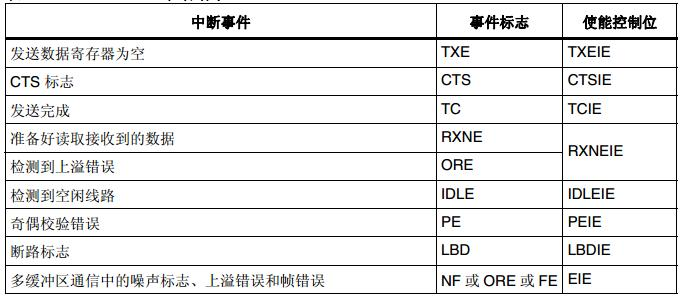 中断事件 事件标志 使能控制位
发送数据寄存器为空 TXE TXEIE
CTS 标志 CTS CTSIE
发送完成 TC TCIE
准备好读取接收到的数据 RXNE RXNEIE
检测到上溢错误 ORE
检测到空闲线路 IDLE IDLEIE
奇偶校验错误 PE PEIE
断路标志 LBD LBDIE
多缓冲区通信中的噪声标志、上溢错误和帧错误 NF 或 ORE 或 FE EIE